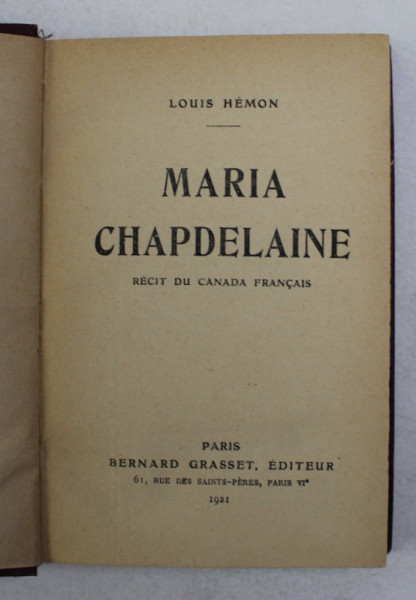 LOUIS HÉMON
MARIA
CHAPDELAINE
RÉCIT DU CANADA FRANÇAIS
PARIS
BERNARD GRASSET, ÉDITEUR
61, RUE DES SAINTS-PÈRES, PARIS VIᵉ
1921